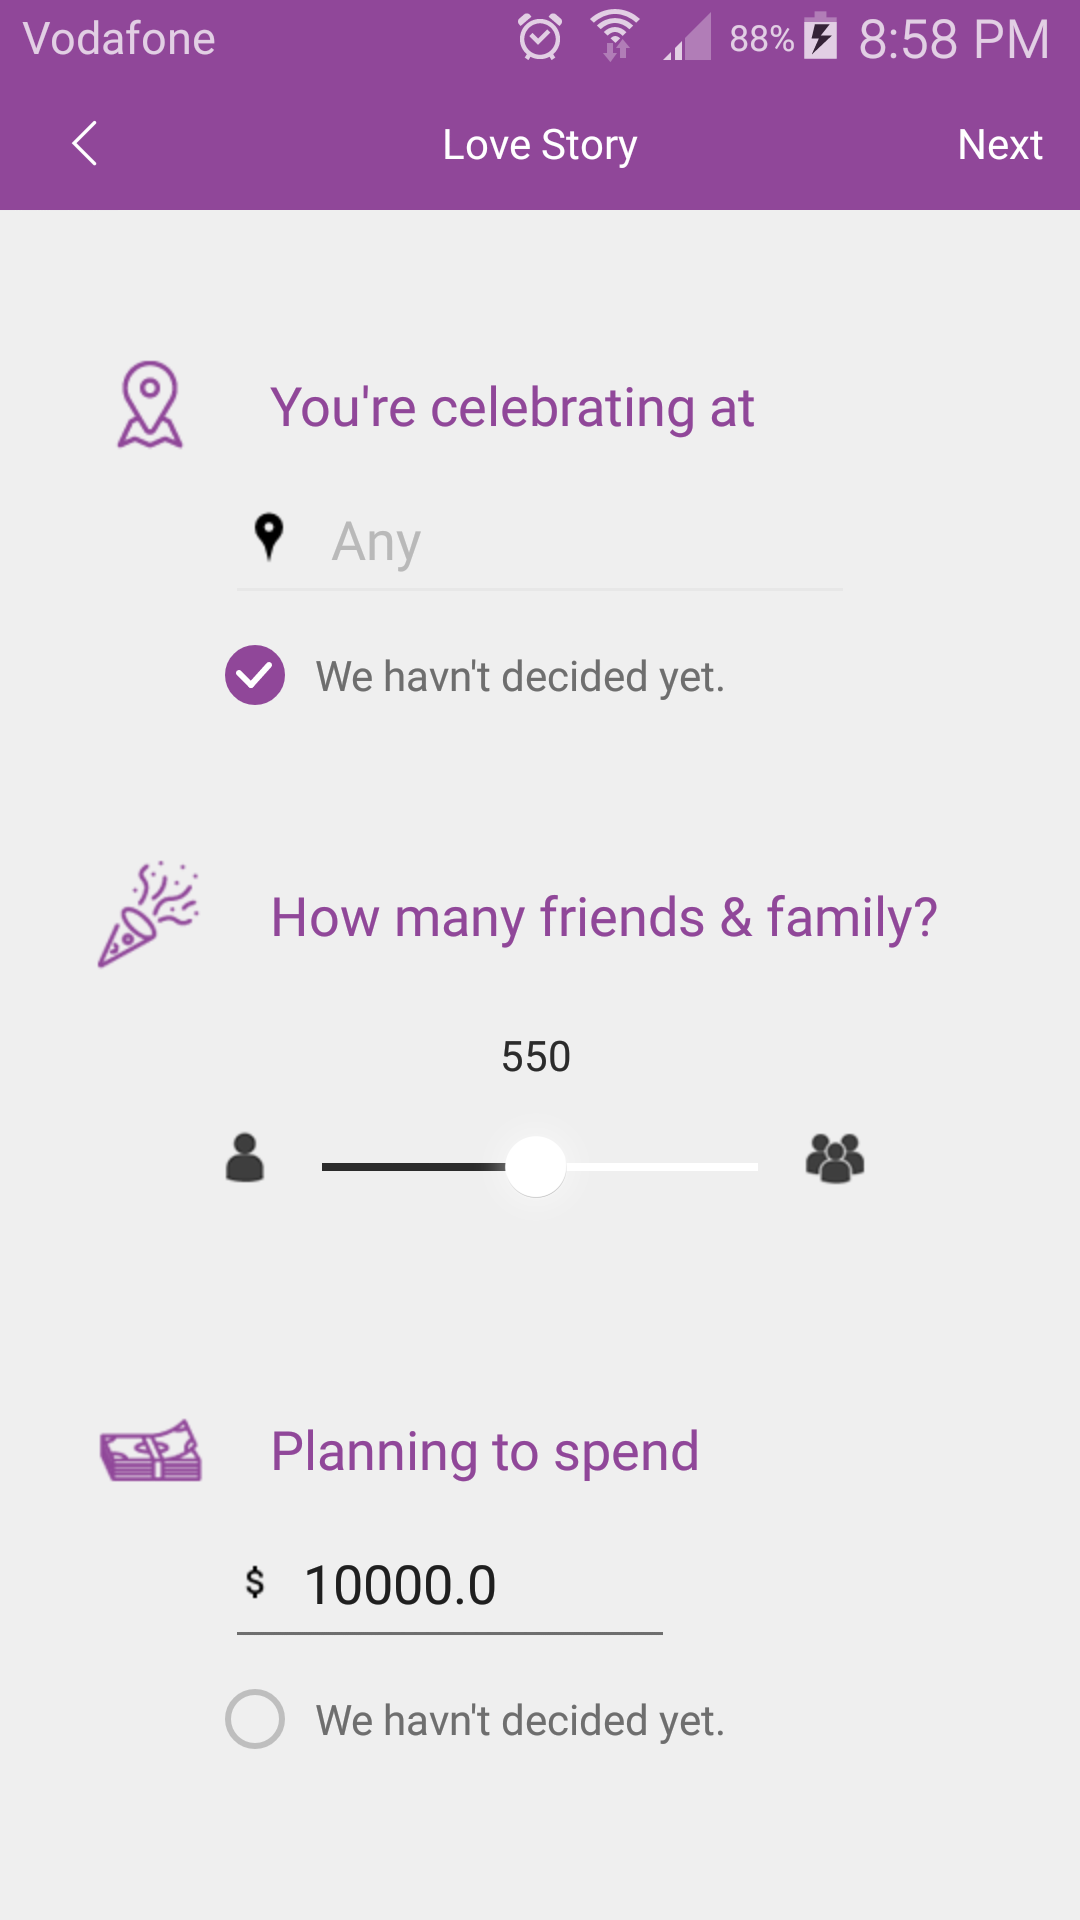 Vodafone 88% 8:58 PM
Love Story Next
You're celebrating at
Any
We havn't decided yet.
How many friends & family?
550
Planning to spend
$ 10000.0
We havn't decided yet.